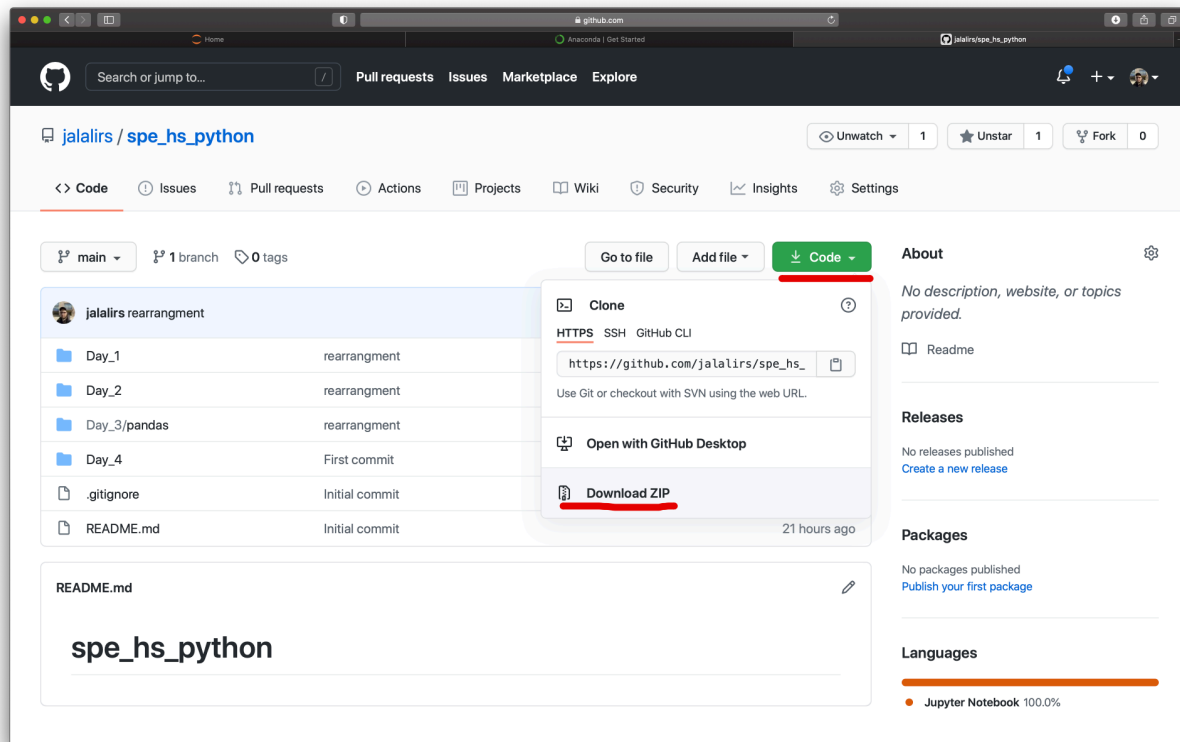 github.com
Home
Anaconda | Get Started
jalalirs/spe_hs_python
Search or jump to...
/
Pull requests
Issues
Marketplace
Explore
jalalirs / spe_hs_python
Unwatch
1
Unstar
1
Fork
0
<> Code
Issues
Pull requests
Actions
Projects
Wiki
Security
Insights
Settings
main
1 branch
0 tags
Go to file
Add file
Code
jalalirs rearrangment
Day_1
rearrangment
Day_2
rearrangment
Day_3/pandas
rearrangment
Day_4
First commit
.gitignore
Initial commit
README.md
Initial commit
21 hours ago
Clone
HTTPS
SSH
GitHub CLI
https://github.com/jalalirs/spe_hs_
Use Git or checkout with SVN using the web URL.
Open with GitHub Desktop
Download ZIP
README.md
spe_hs_python
About
No description, website, or topics
provided.
Readme
Releases
No releases published
Create a new release
Packages
No packages published
Publish your first package
Languages
Jupyter Notebook 100.0%